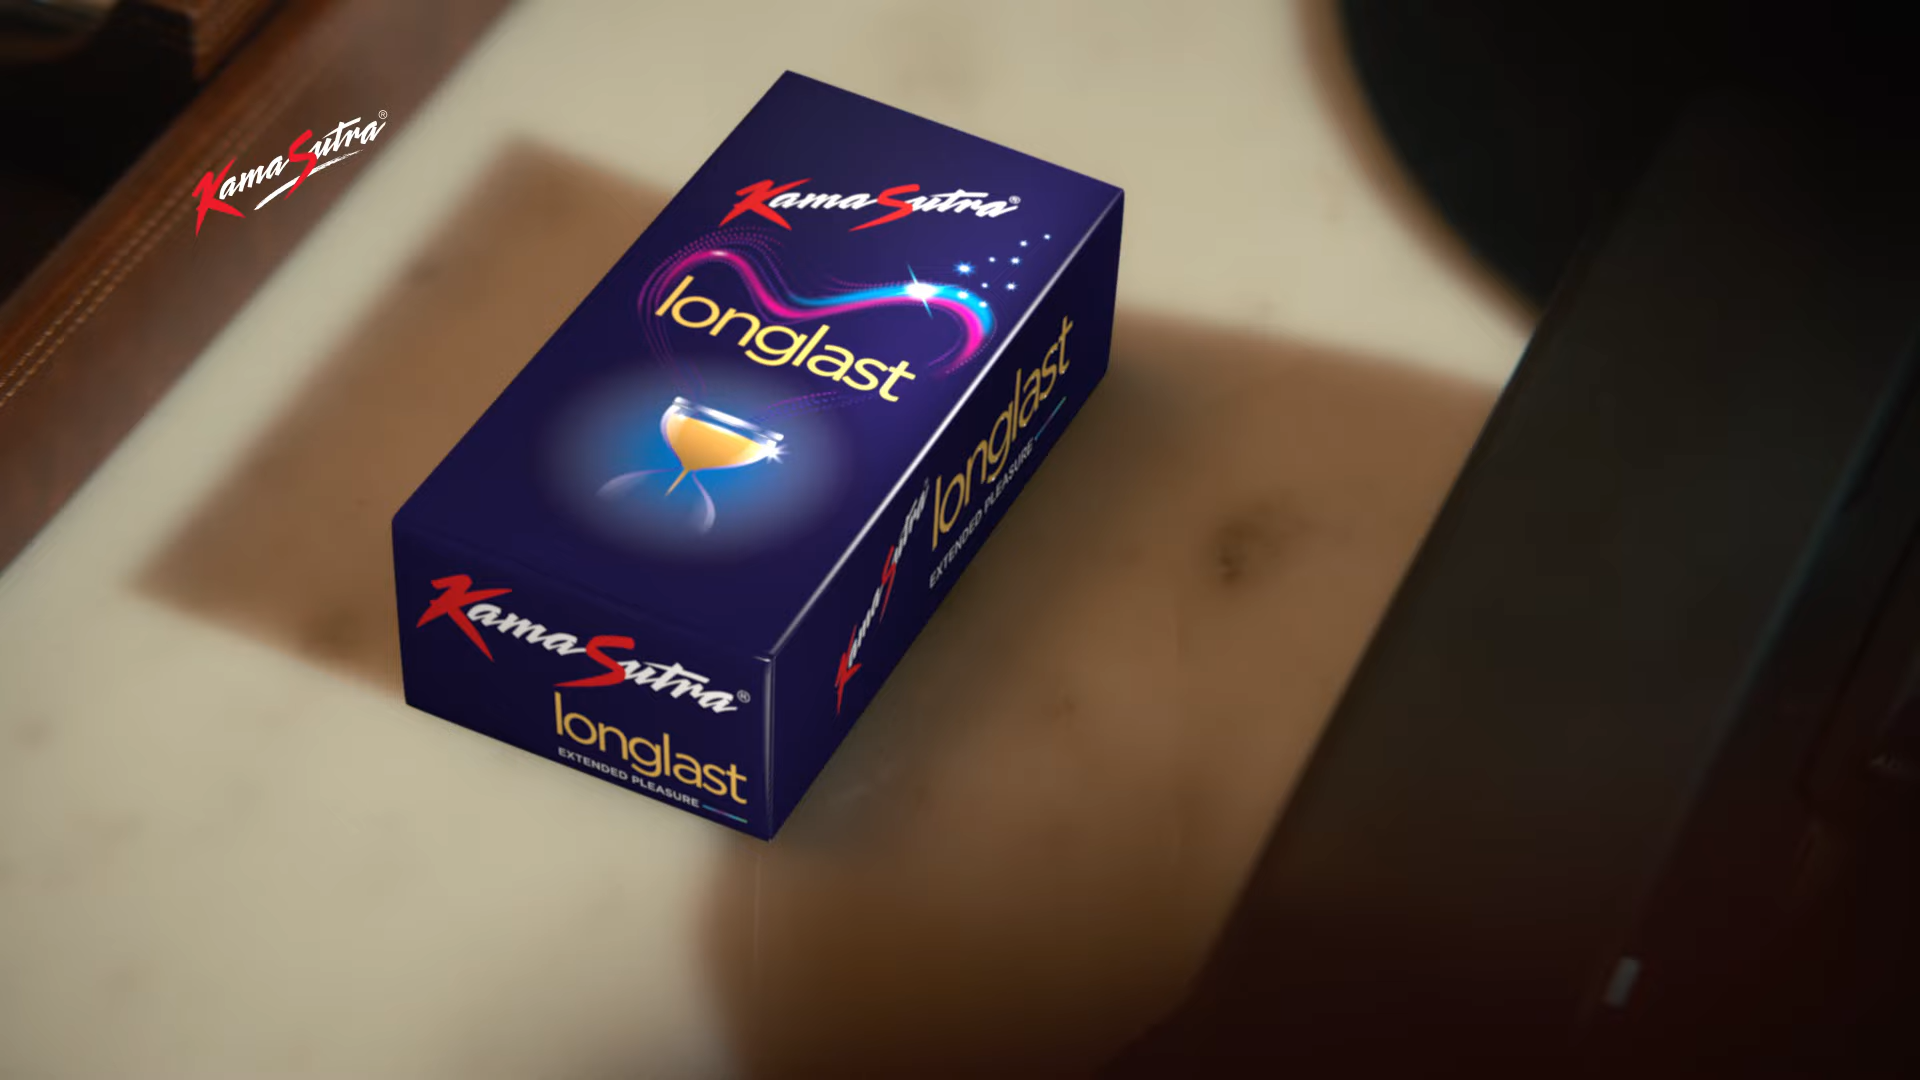 KamaSutra®
KamaSutra®
longlast
KamaSutra®
longlast
EXTENDED PLEASURE
KamaSutra
longlast
EXTENDED PLEASURE